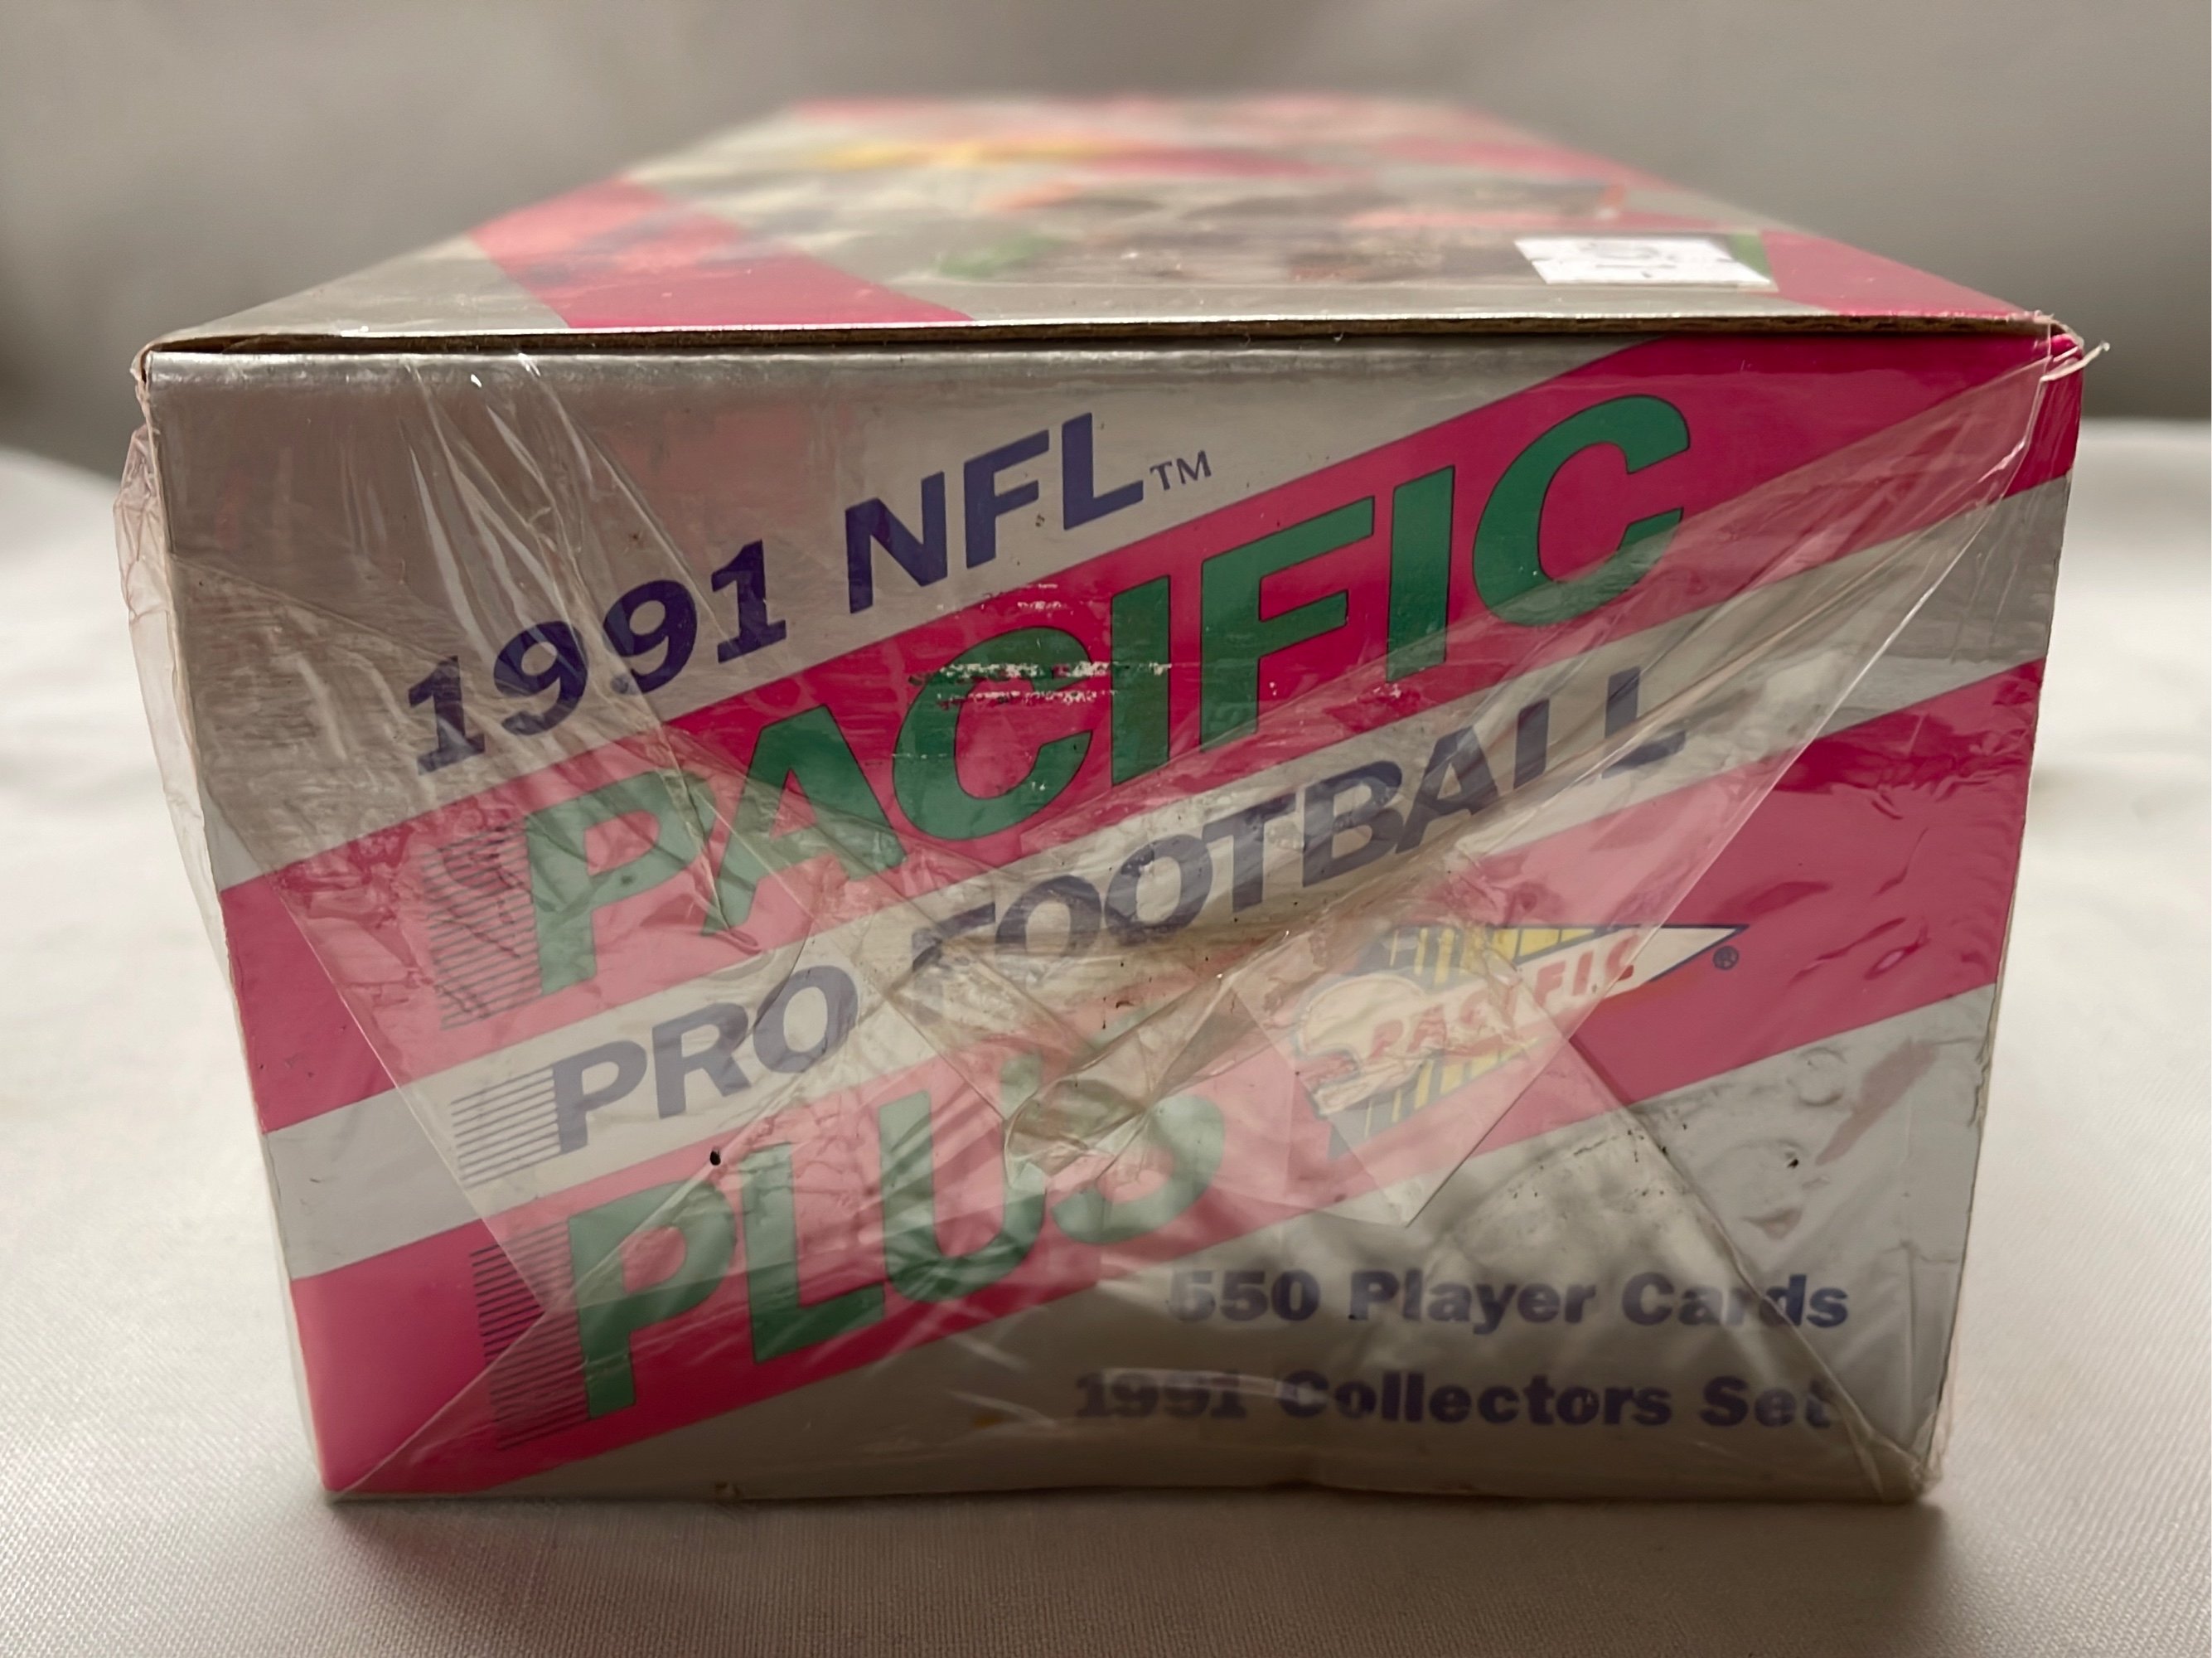 1991 NFL™
PACIFIC
PRO FOOTBALL
PLUS
PACIFIC®
550 Player Cards
1991 Collectors Set